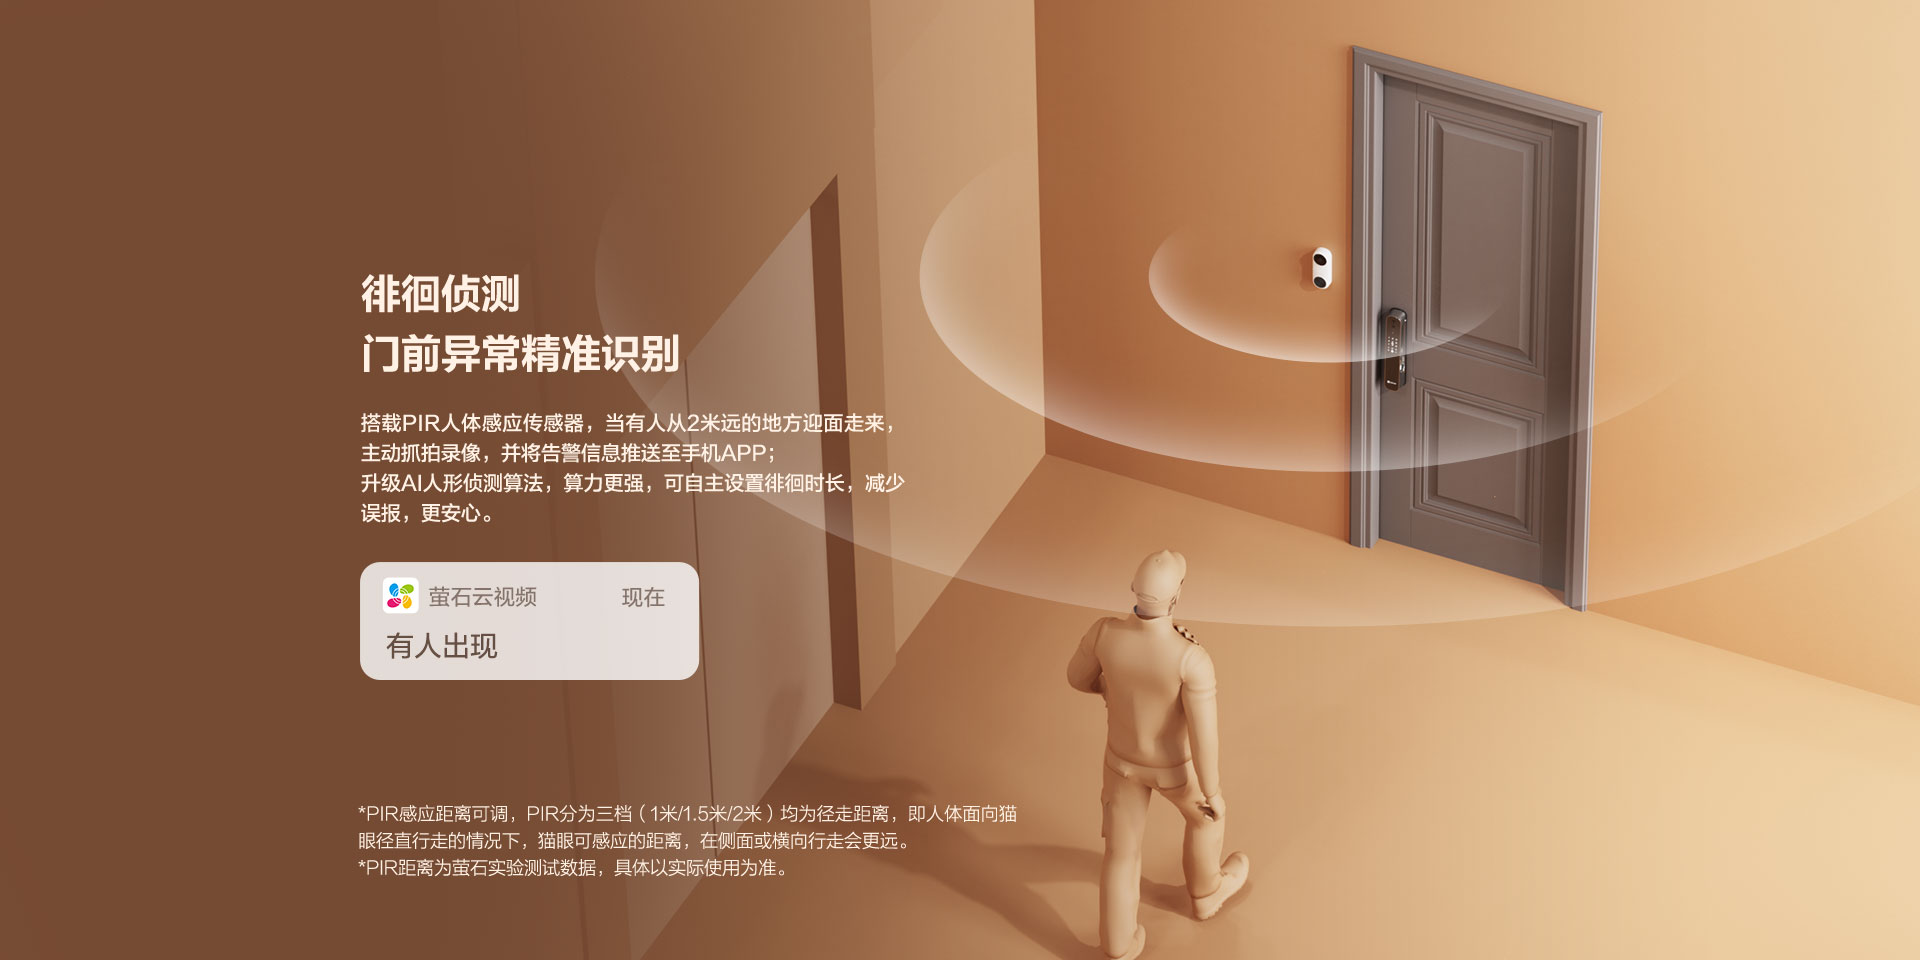 徘徊侦测
门前异常精准识别
搭载PIR人体感应传感器，当有人从2米远的地方迎面走来，
主动抓拍录像，并将告警信息推送至手机APP；
升级AI人形侦测算法，算力更强，可自主设置徘徊时长，减少
误报，更安心。
萤石云视频 现在
有人出现
*PIR感应距离可调，PIR分为三档（1米/1.5米/2米）均为径走距离，即人体面向猫
眼径直行走的情况下，猫眼可感应的距离，在侧面或横向行走会更远。
*PIR距离为萤石实验测试数据，具体以实际使用为准。